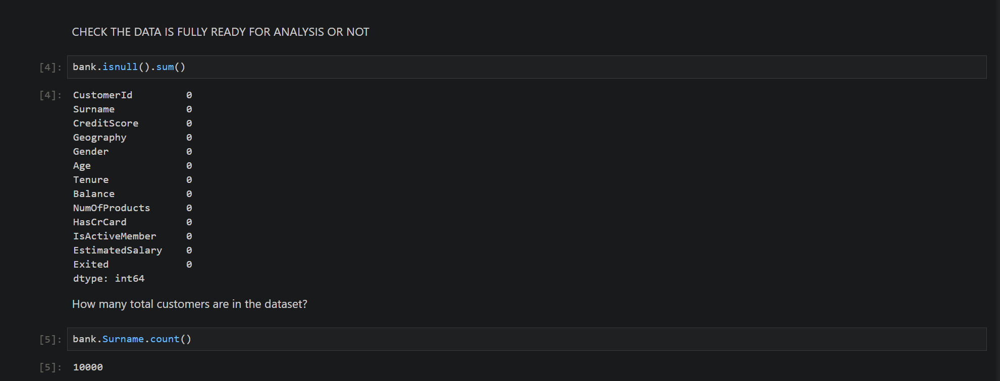 CHECK THE DATA IS FULLY READY FOR ANALYSIS OR NOT
[4]: bank.isnull().sum()
[4]: CustomerId 0
Surname 0
CreditScore 0
Geography 0
Gender 0
Age 0
Tenure 0
Balance 0
NumOfProducts 0
HasCrCard 0
IsActiveMember 0
EstimatedSalary 0
Exited 0
dtype: int64
How many total customers are in the dataset?
[5]: bank.Surname.count()
[5]: 10000